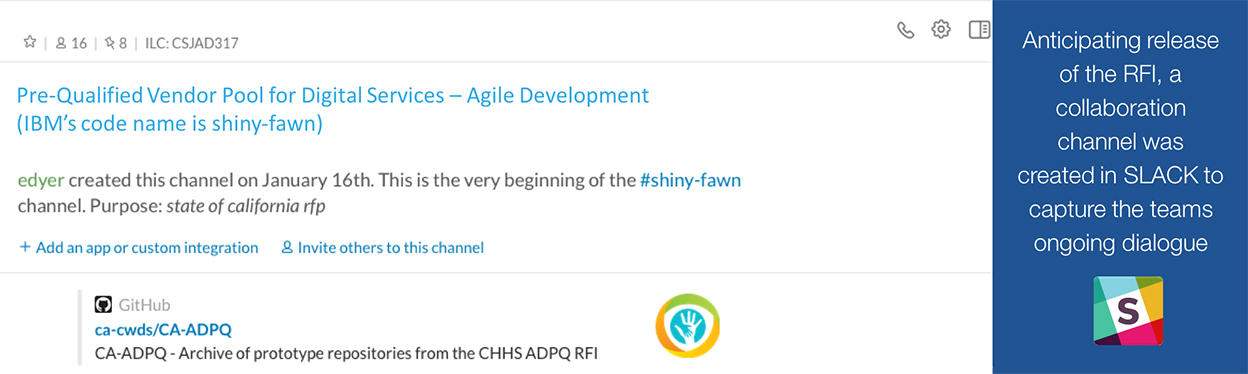 16 | 8 | ILC: CSJAD317
Pre-Qualified Vendor Pool for Digital Services – Agile Development
(IBM's code name is shiny-fawn)
edyer created this channel on January 16th. This is the very beginning of the #shiny-fawn
channel. Purpose: state of california rfp
+ Add an app or custom integration Invite others to this channel
GitHub
ca-cwds/CA-ADPQ
CA-ADPQ - Archive of prototype repositories from the CHHS ADPQ RFI
Anticipating release
of the RFI, a
collaboration
channel was
created in SLACK to
capture the teams
ongoing dialogue
S